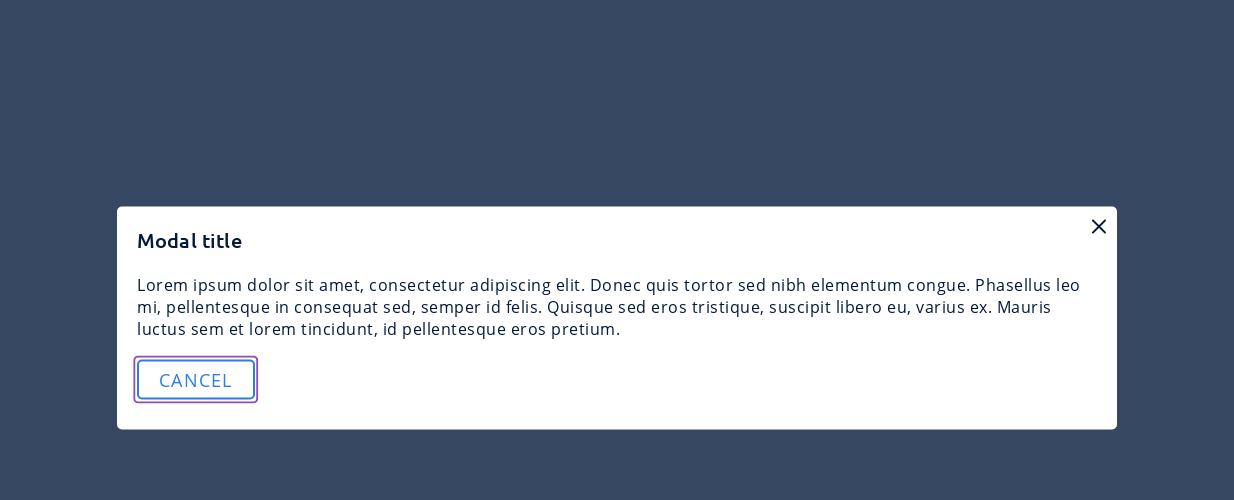 Modal title
Lorem ipsum dolor sit amet, consectetur adipiscing elit. Donec quis tortor sed nibh elementum congue. Phasellus leo
mi, pellentesque in consequat sed, semper id felis. Quisque sed eros tristique, suscipit libero eu, varius ex. Mauris
luctus sem et lorem tincidunt, id pellentesque eros pretium.
CANCEL